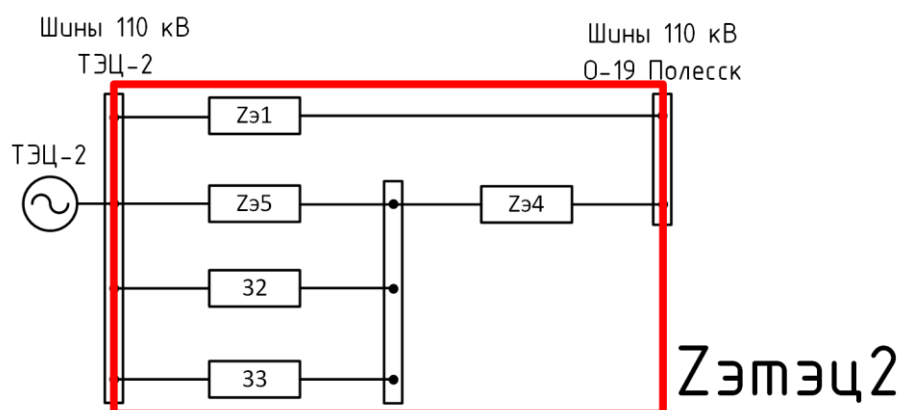 Шины 110 кВ
ТЭЦ-2
Шины 110 кВ
О-19 Полесск
Zэ1
ТЭЦ-2
Zэ5
Zэ4
32
33
Zэтэц2